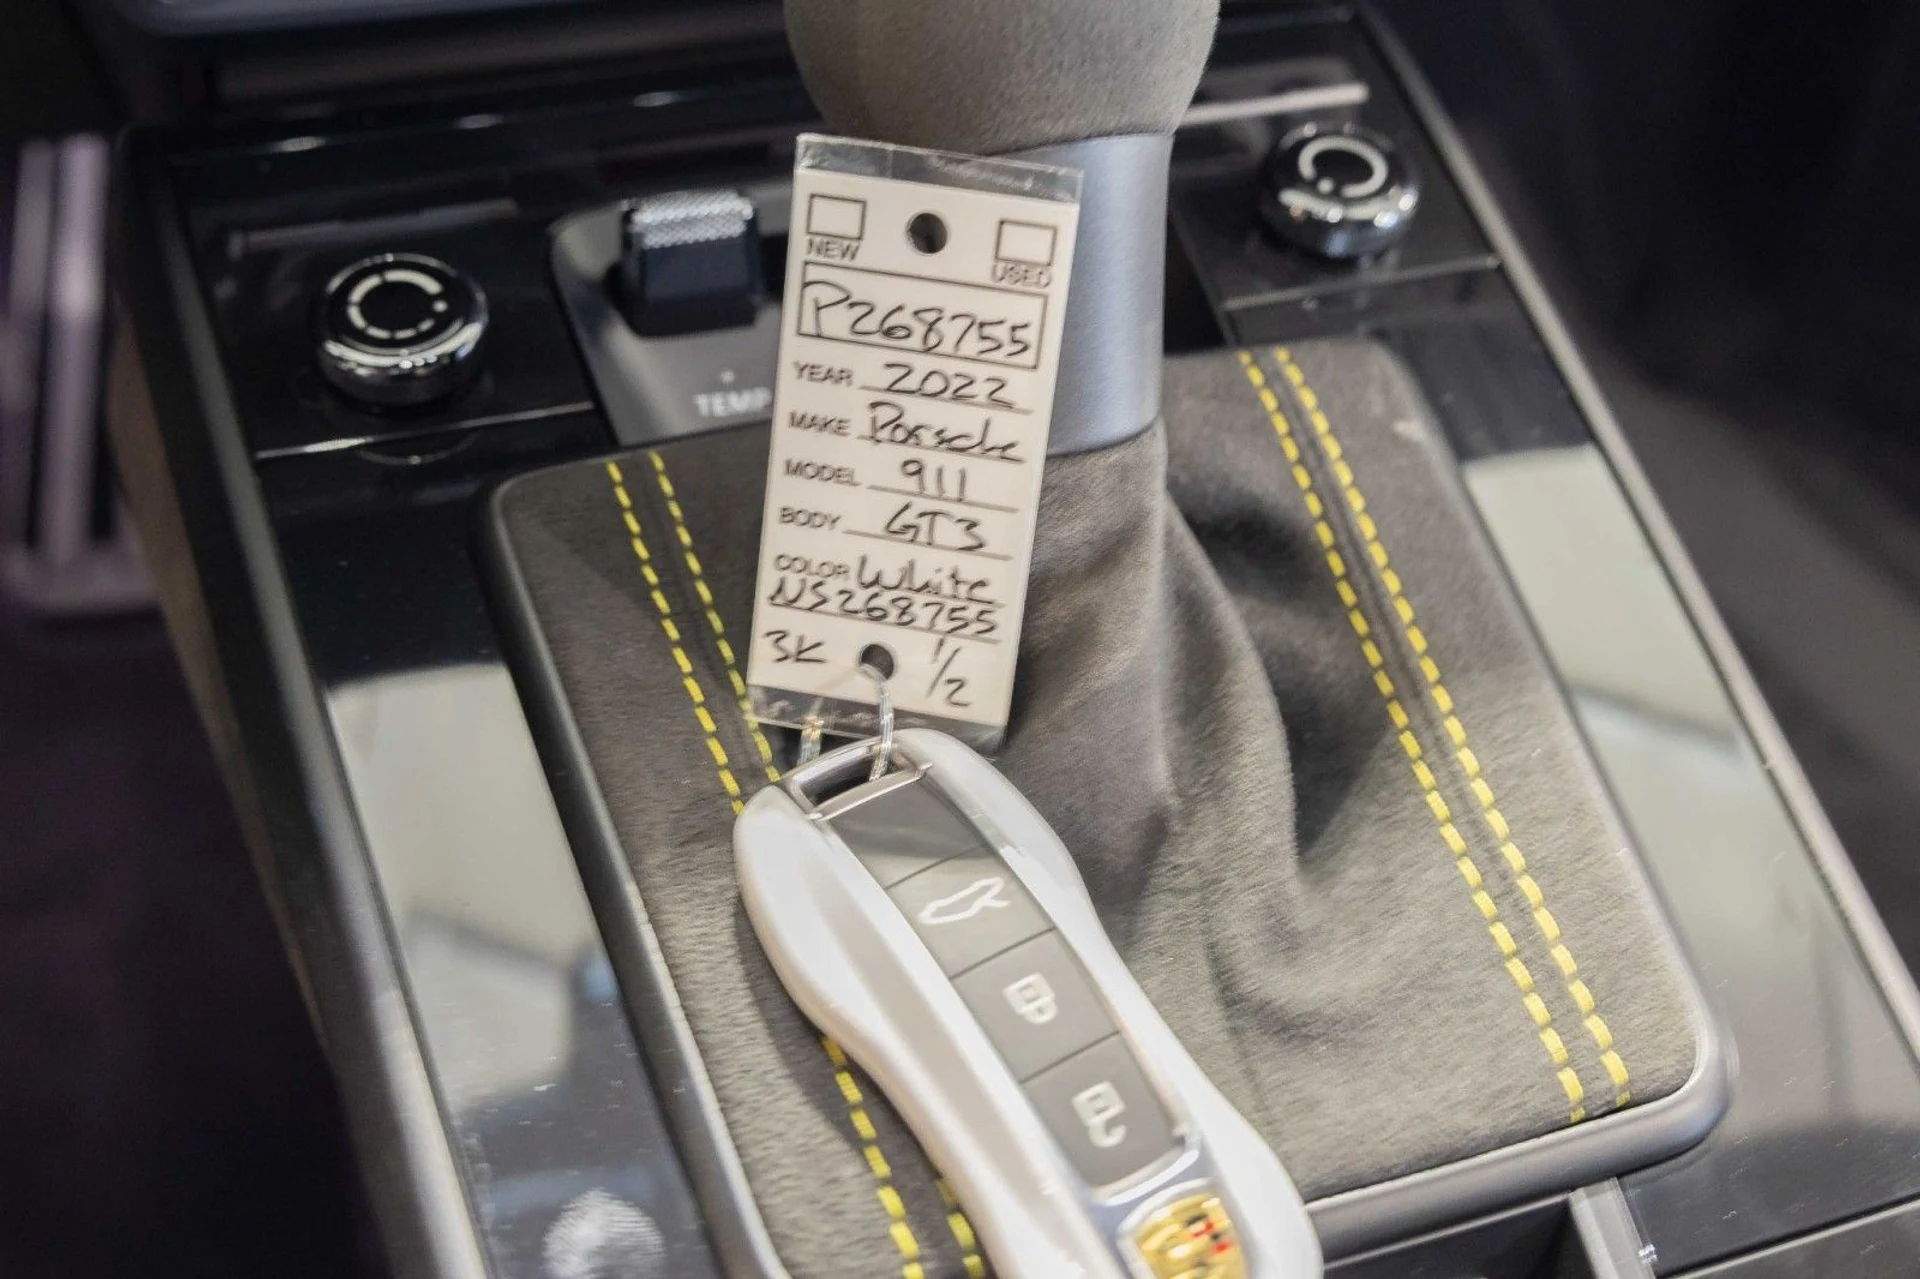 NEW USED
P268755
YEAR 2022
MAKE Porsche
MODEL 911
BODY GT3
COLOR White
NS268755
3K 1/2
TEMP